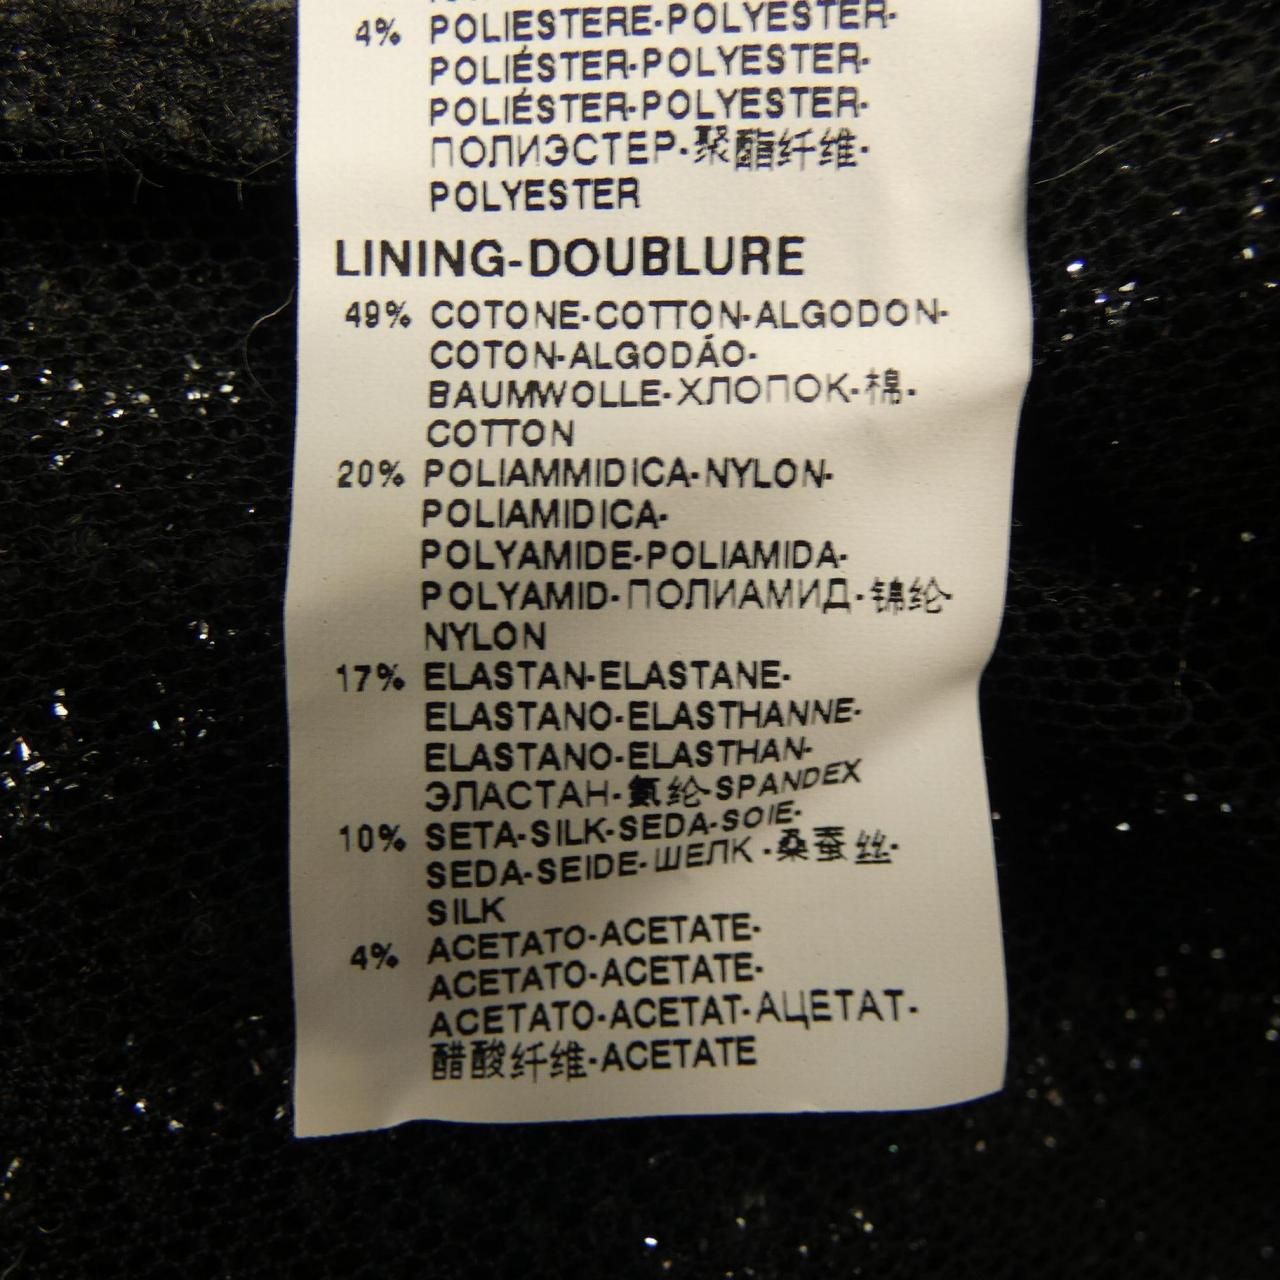 4% POLIESTERE-POLYESTER-
POLIÉSTER-POLYESTER-
POLIÉSTER-POLYESTER-
ПОЛИЭСТЕР-聚酯纤维-
POLYESTER
LINING-DOUBLURE
49% COTONE-COTTON-ALGODON-
COTON-ALGODÁO-
BAUMWOLLE-ХЛОПОК-棉-
COTTON
20% POLIAMMIDICA-NYLON-
POLIAMIDICA-
POLYAMIDE-POLIAMIDA-
POLYAMID-ПОЛИАМИД-锦纶-
NYLON
17% ELASTAN-ELASTANE-
ELASTANO-ELASTHANNE-
ELASTANO-ELASTHAN-
ЭЛАСТАН-氨纶-SPANDEX
10% SETA-SILK-SEDA-SOIE-
SEDA-SEIDE-ШЕЛК-桑蚕丝-
SILK
4% ACETATO-ACETATE-
ACETATO-ACETATE-
ACETATO-ACETAT-АЦЕТАТ-
醋酸纤维-ACETATE